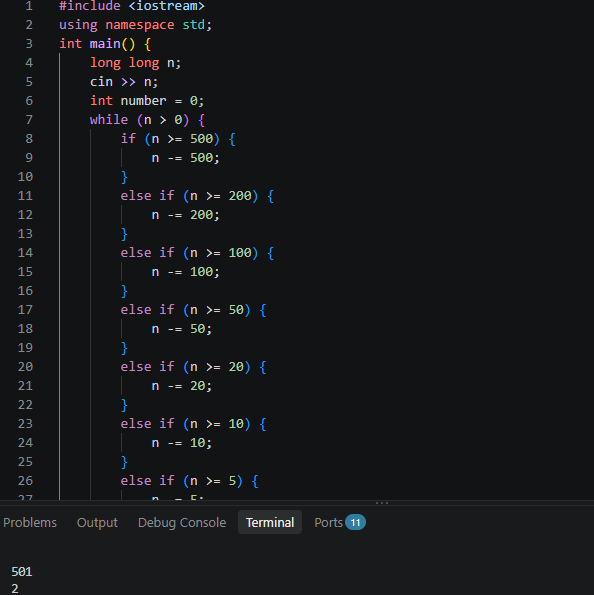 1 #include <iostream>
2 using namespace std;
3 int main() {
4 long long n;
5 cin >> n;
6 int number = 0;
7 while (n > 0) {
8 if (n >= 500) {
9 n -= 500;
10 }
11 else if (n >= 200) {
12 n -= 200;
13 }
14 else if (n >= 100) {
15 n -= 100;
16 }
17 else if (n >= 50) {
18 n -= 50;
19 }
20 else if (n >= 20) {
21 n -= 20;
22 }
23 else if (n >= 10) {
24 n -= 10;
25 }
26 else if (n >= 5) {
27
Problems Output Debug Console Terminal Ports 11
501
2